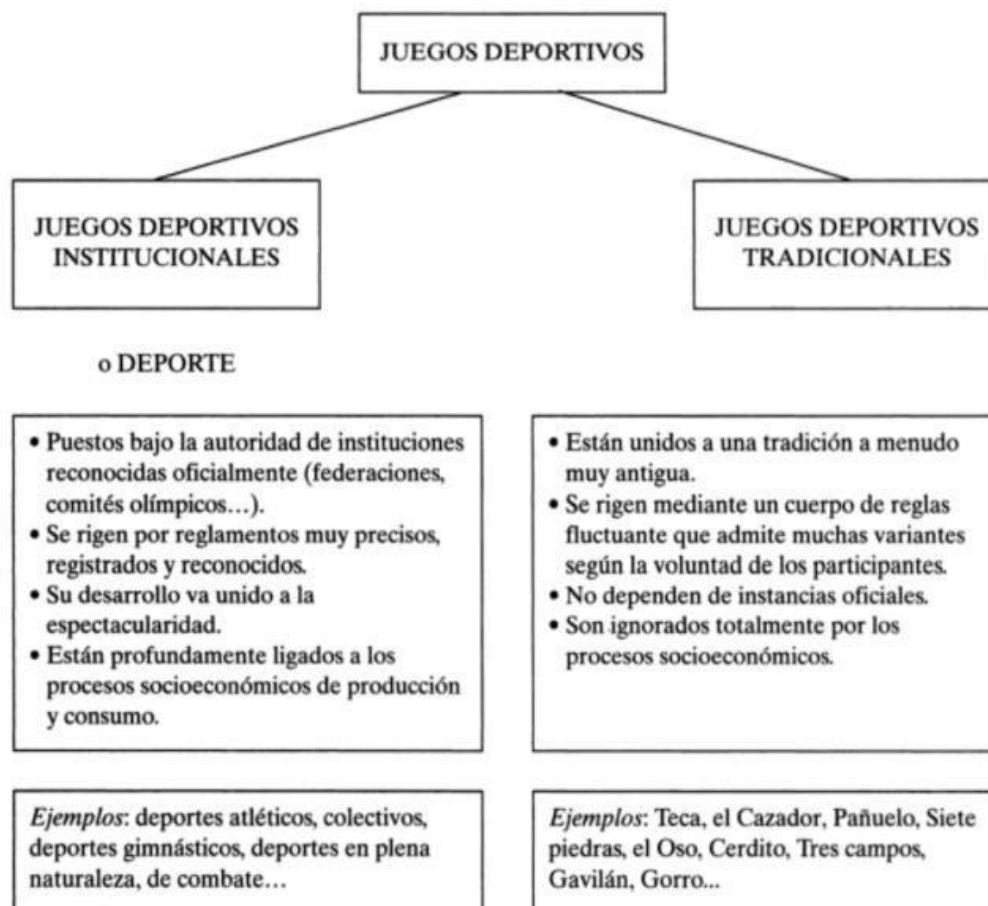 JUEGOS DEPORTIVOS
JUEGOS DEPORTIVOS
INSTITUCIONALES
o DEPORTE
• Puestos bajo la autoridad de instituciones
reconocidas oficialmente (federaciones,
comités olímpicos…).
• Se rigen por reglamentos muy precisos,
registrados y reconocidos.
• Su desarrollo va unido a la
espectacularidad.
• Están profundamente ligados a los
procesos socioeconómicos de producción
y consumo.
Ejemplos: deportes atléticos, colectivos,
deportes gimnásticos, deportes en plena
naturaleza, de combate…
JUEGOS DEPORTIVOS
TRADICIONALES
• Están unidos a una tradición a menudo
muy antigua.
• Se rigen mediante un cuerpo de reglas
fluctuante que admite muchas variantes
según la voluntad de los participantes.
• No dependen de instancias oficiales.
• Son ignorados totalmente por los
procesos socioeconómicos.
Ejemplos: Teca, el Cazador, Pañuelo, Siete
piedras, el Oso, Cerdito, Tres campos,
Gavilán, Gorro...